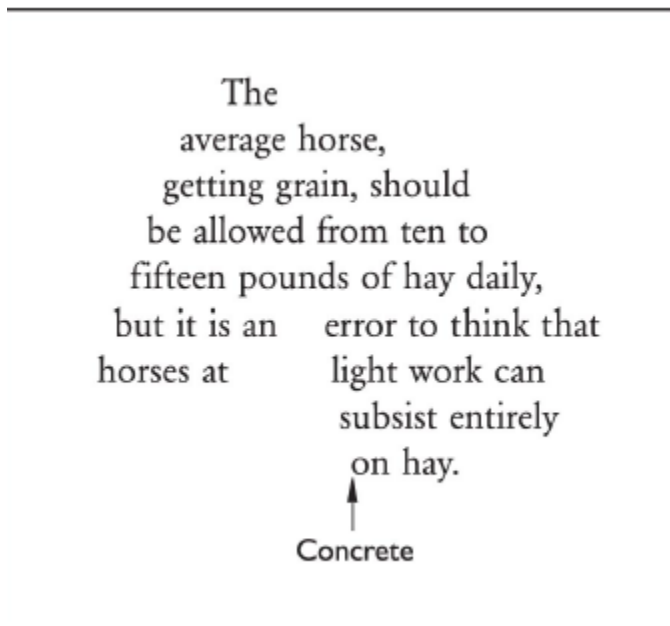 The
average horse,
getting grain, should
be allowed from ten to
fifteen pounds of hay daily,
but it is an error to think that
horses at light work can
subsist entirely
on hay.
Concrete